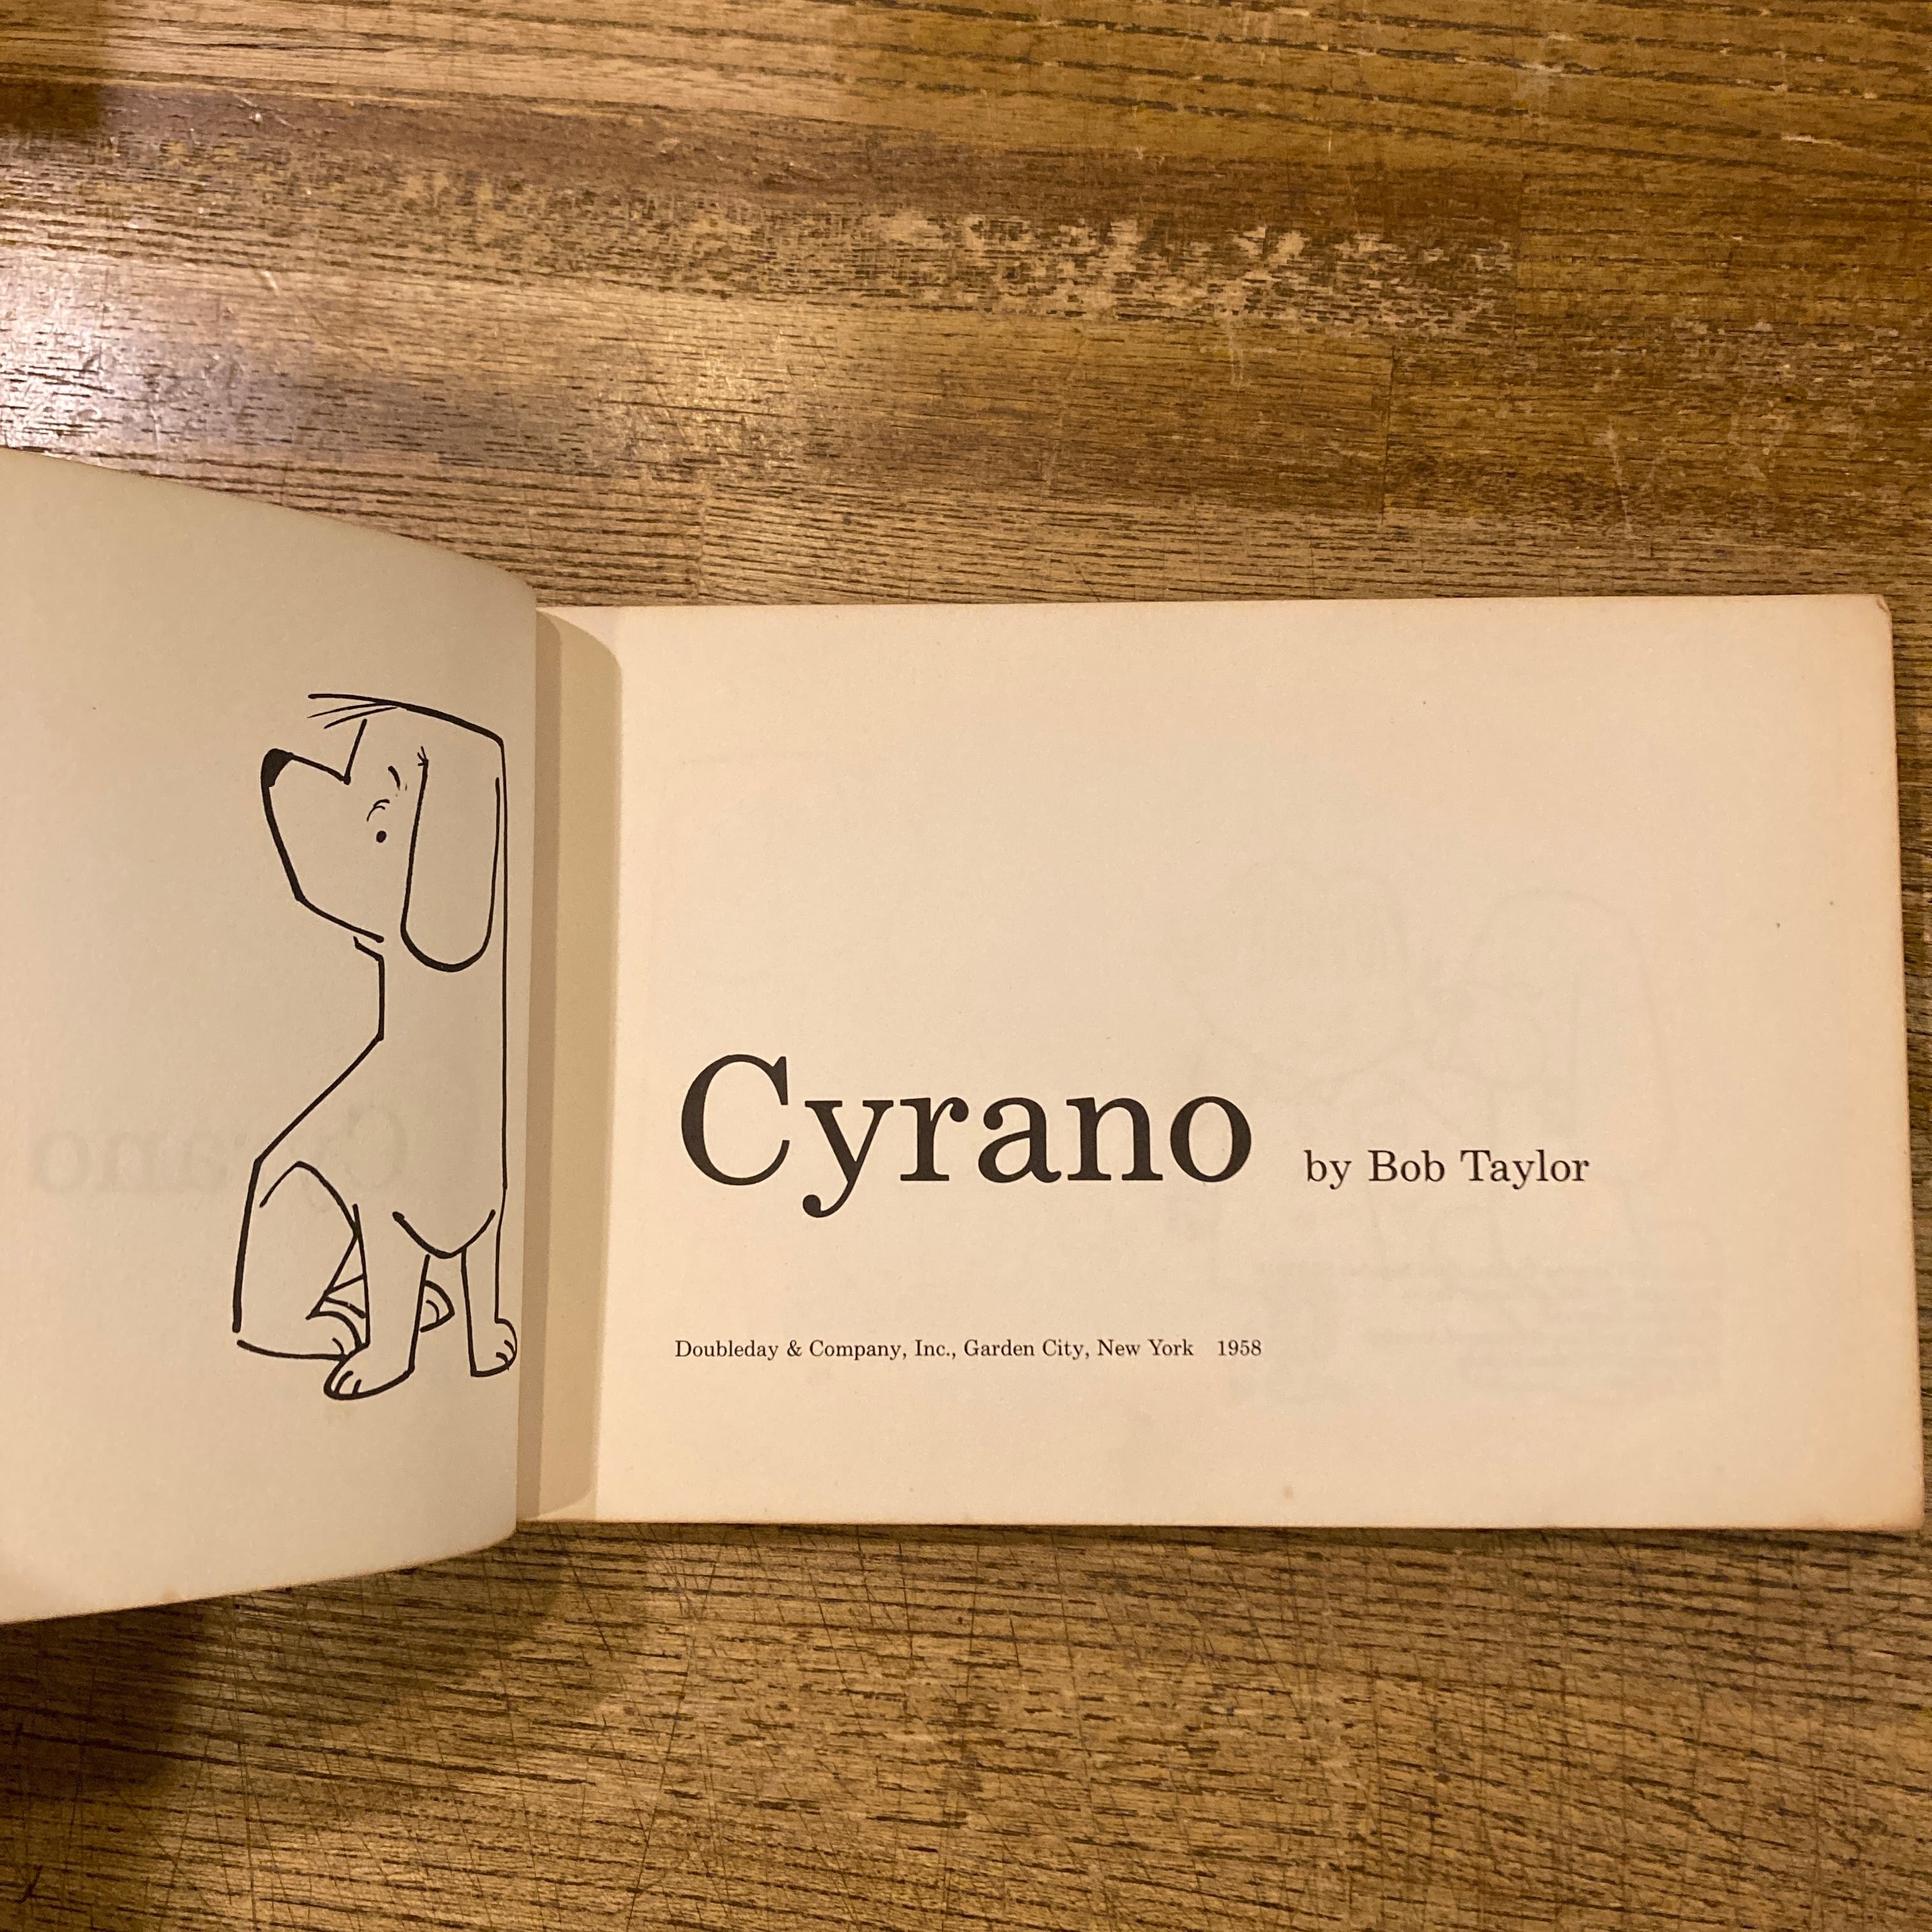 Cyrano by Bob Taylor
Doubleday & Company, Inc., Garden City, New York 1958